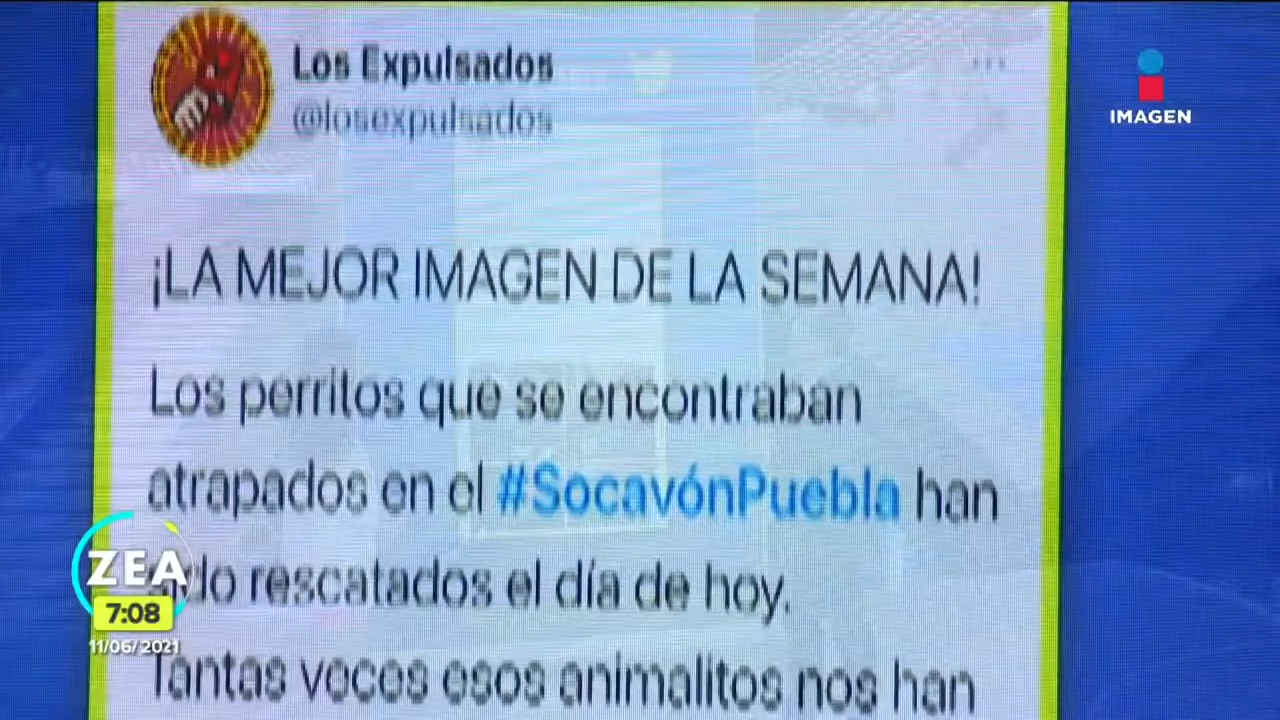 Los Expulsados
@losexpulsados
IMAGEN
¡LA MEJOR IMAGEN DE LA SEMANA!
Los perritos que se encontraban
atrapados en el #SocavónPuebla han
rescatados el día de hoy.
ZEA
7:08
11/06/2021
Tantas veces esos animalitos nos han